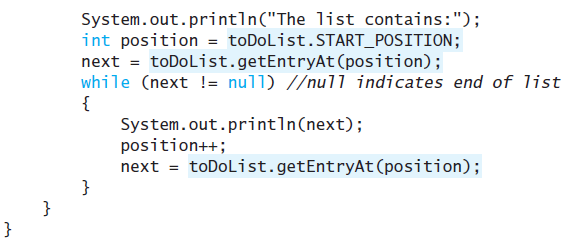 System.out.println("The list contains:");
int position = toDoList.START_POSITION;
next = toDoList.getEntryAt(position);
while (next != null) //null indicates end of list
{
System.out.println(next);
position++;
next = toDoList.getEntryAt(position);
}
}
}